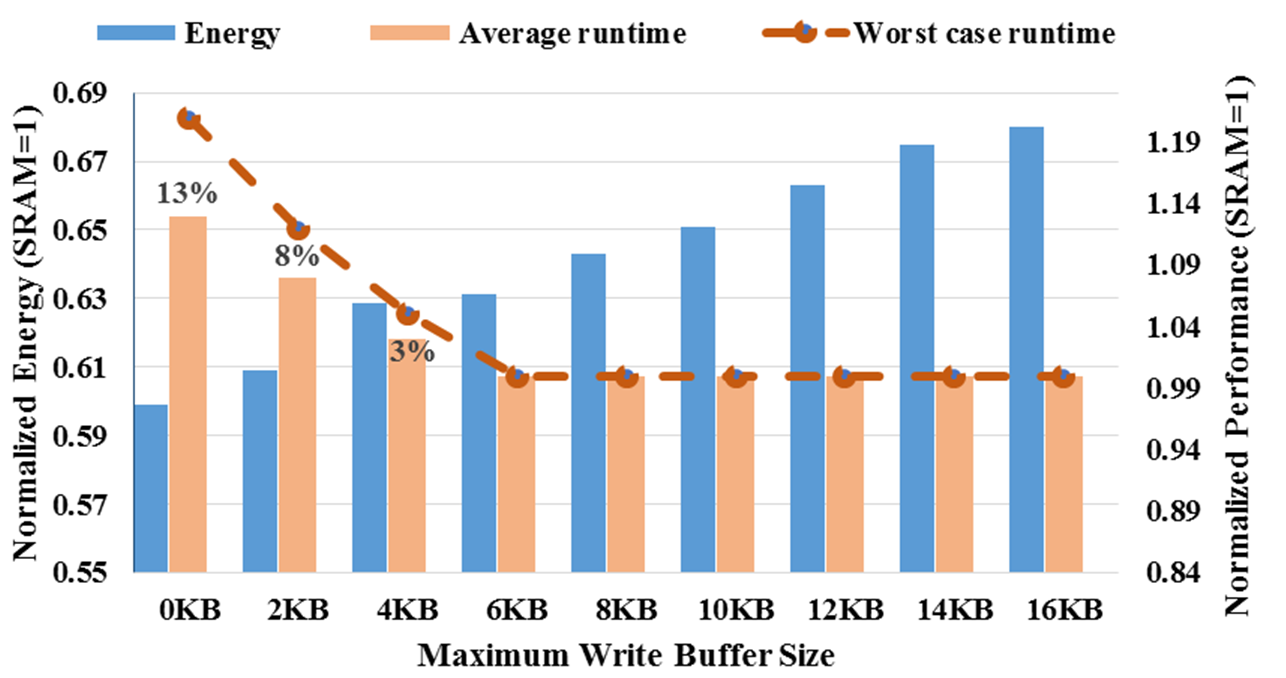 Energy
Average runtime
Worst case runtime
Normalized Energy (SRAM=1)
0.69
0.67
0.65
0.63
0.61
0.59
0.57
0.55
13%
8%
3%
1.19
1.14
1.09
1.04
0.99
0.94
0.89
0.84
Normalized Performance (SRAM=1)
0KB 2KB 4KB 6KB 8KB 10KB 12KB 14KB 16KB
Maximum Write Buffer Size